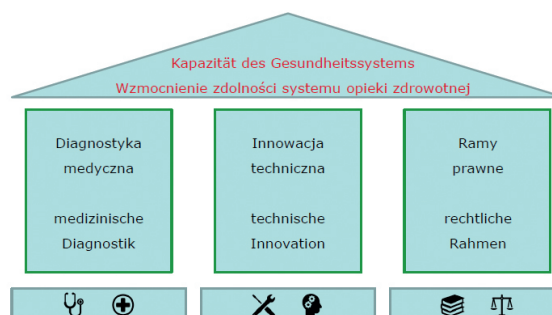 Kapazität des Gesundheitssystems
Wzmocnienie zdolności systemu opieki zdrowotnej
Diagnostyka
medyczna
medizinische
Diagnostik
Innowacja
techniczna
technische
Innovation
Ramy
prawne
rechtliche
Rahmen